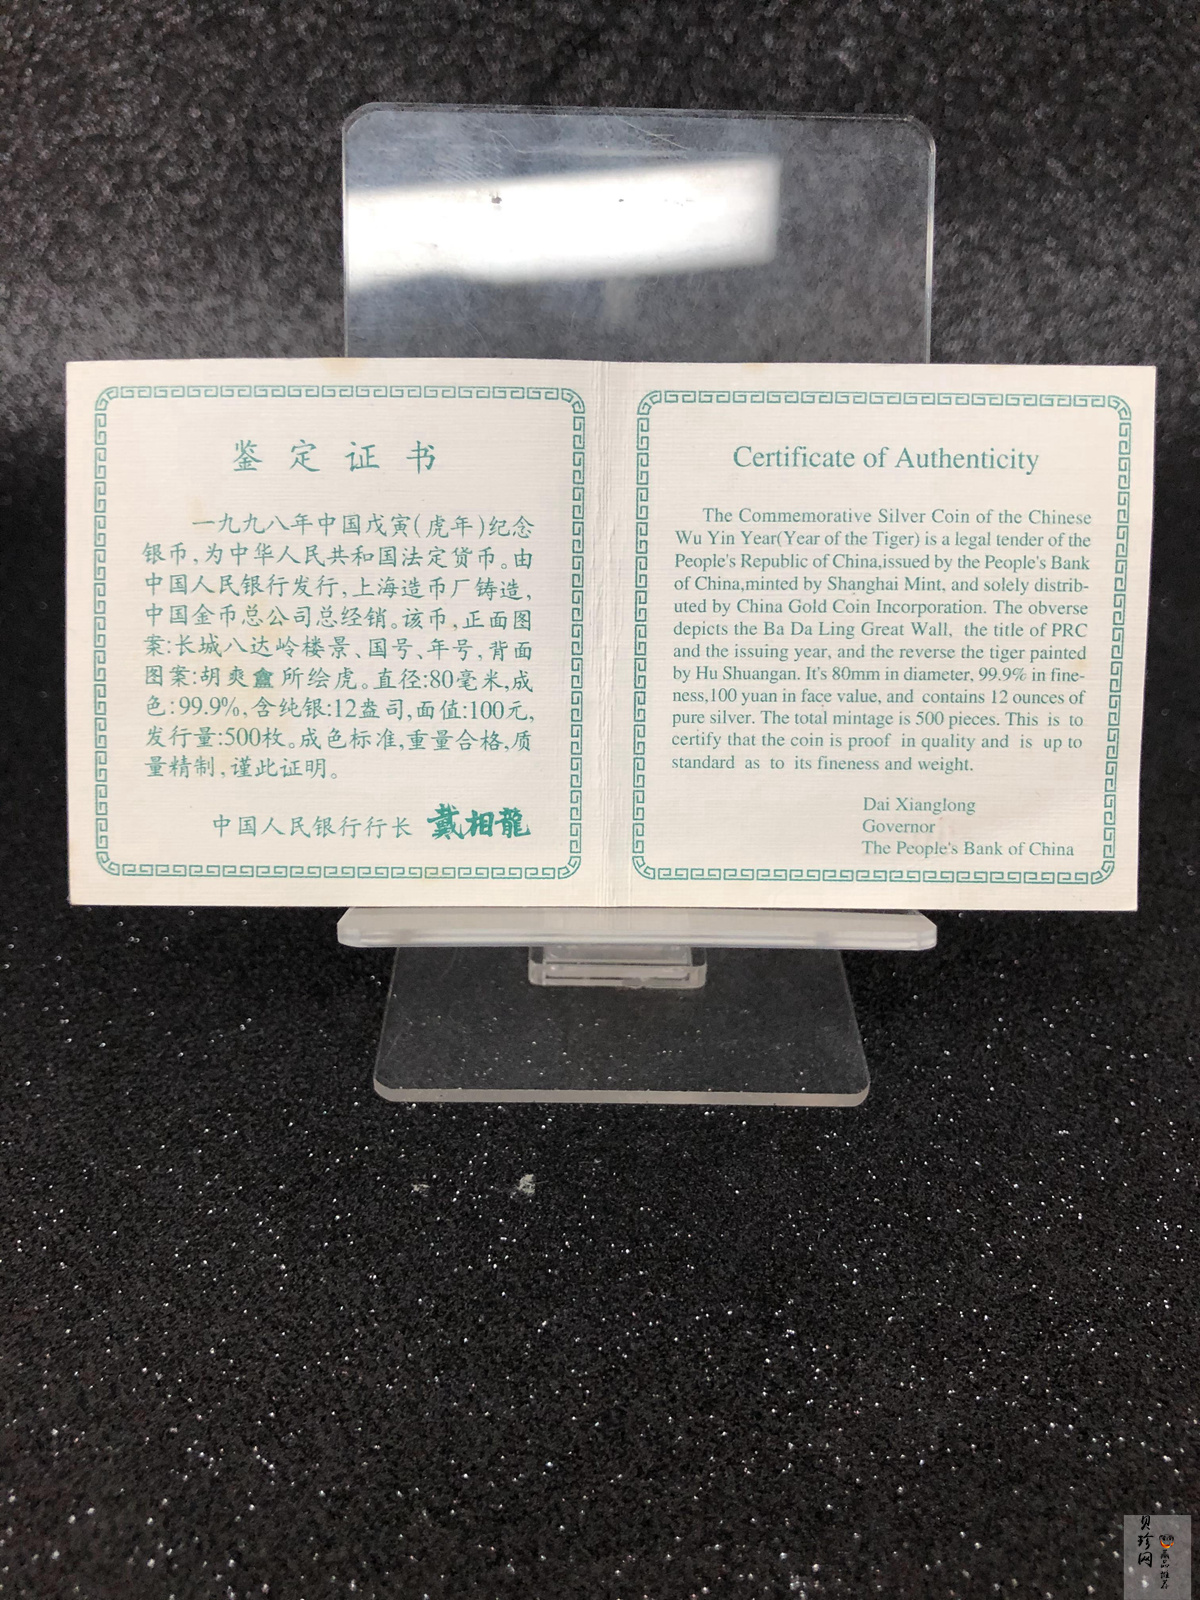 鉴定证书
一九九八年中国戊寅(虎年)纪念
银币,为中华人民共和国法定货币。由
中国人民银行发行,上海造币厂铸造,
中国金币总公司总经销。该币,正面图
案:长城八达岭楼景、国号、年号,背面
图案:胡爽盦所绘虎。直径:80毫米,成
色:99.9%,含纯银:12盎司,面值:100元,
发行量:500枚。成色标准,重量合格,质
量精制,谨此证明。
中国人民银行行长 戴相龍
Certificate of Authenticity
The Commemorative Silver Coin of the Chinese
Wu Yin Year(Year of the Tiger) is a legal tender of the
People's Republic of China,issued by the People's Bank
of China,minted by Shanghai Mint, and solely distrib-
uted by China Gold Coin Incorporation. The obverse
depicts the Ba Da Ling Great Wall, the title of PRC
and the issuing year, and the reverse the tiger painted
by Hu Shuangan. It's 80mm in diameter, 99.9% in fine-
ness,100 yuan in face value, and contains 12 ounces of
pure silver. The total mintage is 500 pieces. This is to
certify that the coin is proof in quality and is up to
standard as to its fineness and weight.
Dai Xianglong
Governor
The People's Bank of China
贝珍网